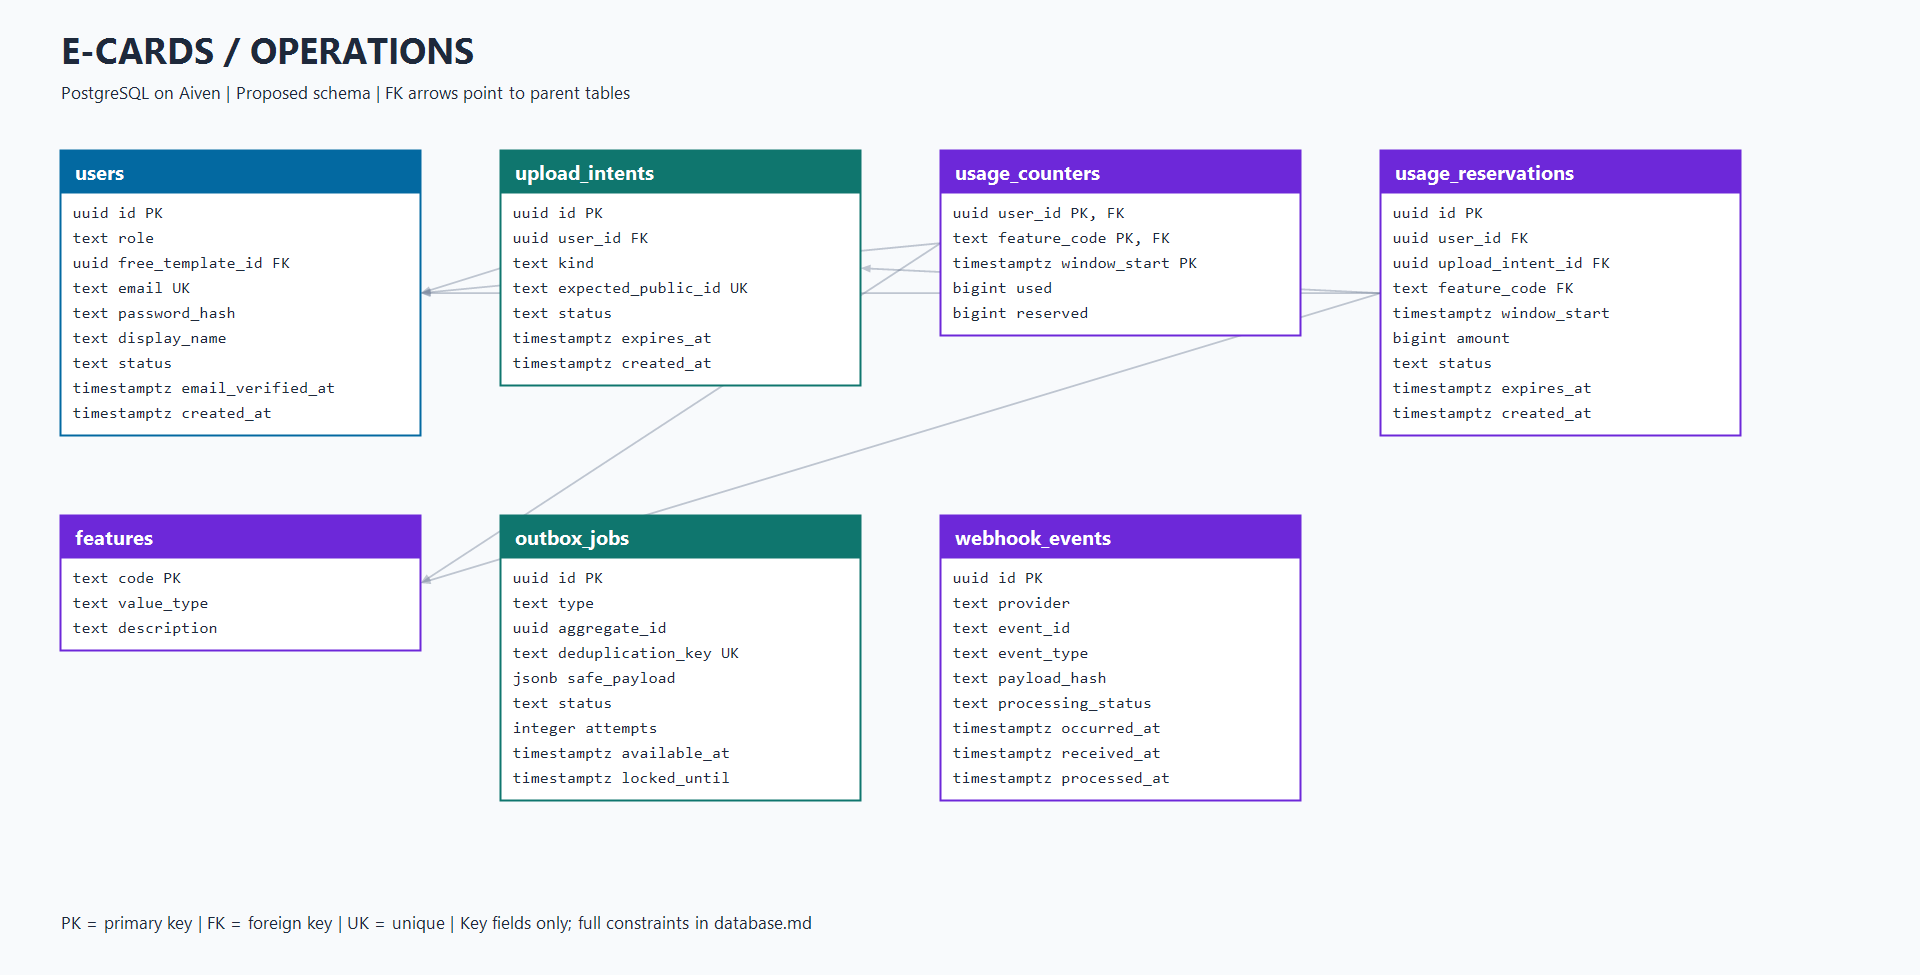 E-CARDS / OPERATIONS
PostgreSQL on Aiven | Proposed schema | FK arrows point to parent tables
users
uuid id PK
text role
uuid free_template_id FK
text email UK
text password_hash
text display_name
text status
timestamptz email_verified_at
timestamptz created_at
upload_intents
uuid id PK
uuid user_id FK
text kind
text expected_public_id UK
text status
timestamptz expires_at
timestamptz created_at
usage_counters
uuid user_id PK, FK
text feature_code PK, FK
timestamptz window_start PK
bigint used
bigint reserved
usage_reservations
uuid id PK
uuid user_id FK
uuid upload_intent_id FK
text feature_code FK
timestamptz window_start
bigint amount
text status
timestamptz expires_at
timestamptz created_at
features
text code PK
text value_type
text description
outbox_jobs
uuid id PK
text type
uuid aggregate_id
text deduplication_key UK
jsonb safe_payload
text status
integer attempts
timestamptz available_at
timestamptz locked_until
webhook_events
uuid id PK
text provider
text event_id
text event_type
text payload_hash
text processing_status
timestamptz occurred_at
timestamptz received_at
timestamptz processed_at
PK = primary key | FK = foreign key | UK = unique | Key fields only; full constraints in database.md